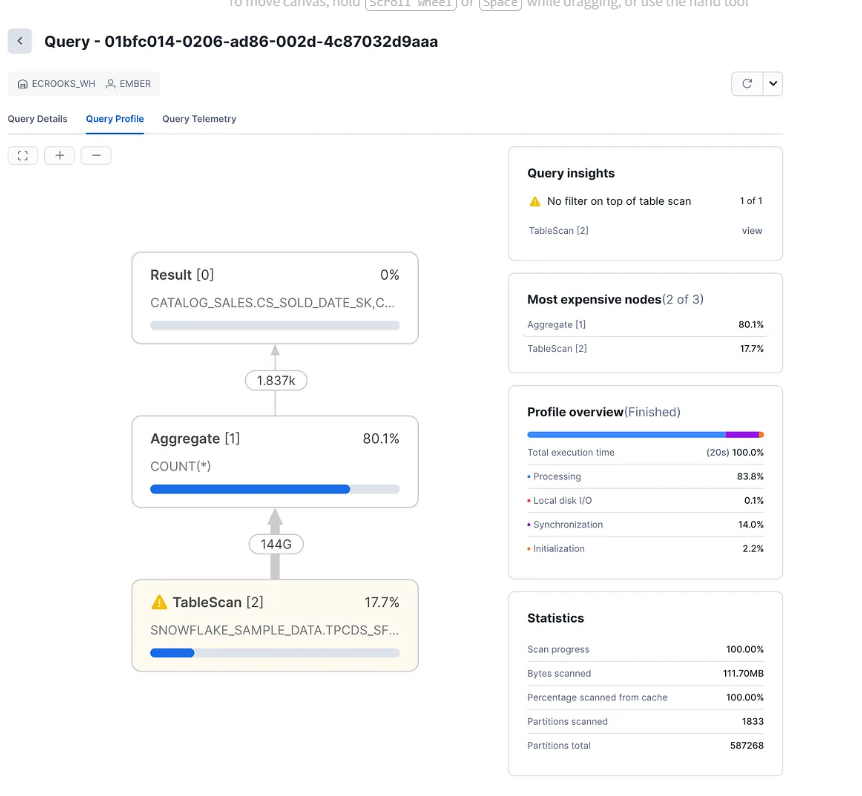 To move canvas, hold Scroll wheel or Space while dragging, or use the hand tool
Query - 01bfc014-0206-ad86-002d-4c87032d9aaa
ECROOKS_WH EMBER
Query Details Query Profile Query Telemetry
Result [0] 0%
CATALOG_SALES.CS_SOLD_DATE_SK,C...
1.837k
Aggregate [1] 80.1%
COUNT(*)
144G
TableScan [2] 17.7%
SNOWFLAKE_SAMPLE_DATA.TPCDS_SF...
Query insights
No filter on top of table scan 1 of 1
TableScan [2] view
Most expensive nodes(2 of 3)
Aggregate [1] 80.1%
TableScan [2] 17.7%
Profile overview(Finished)
Total execution time (20s) 100.0%
Processing 83.8%
Local disk I/O 0.1%
Synchronization 14.0%
Initialization 2.2%
Statistics
Scan progress 100.00%
Bytes scanned 111.70MB
Percentage scanned from cache 100.00%
Partitions scanned 1833
Partitions total 587268